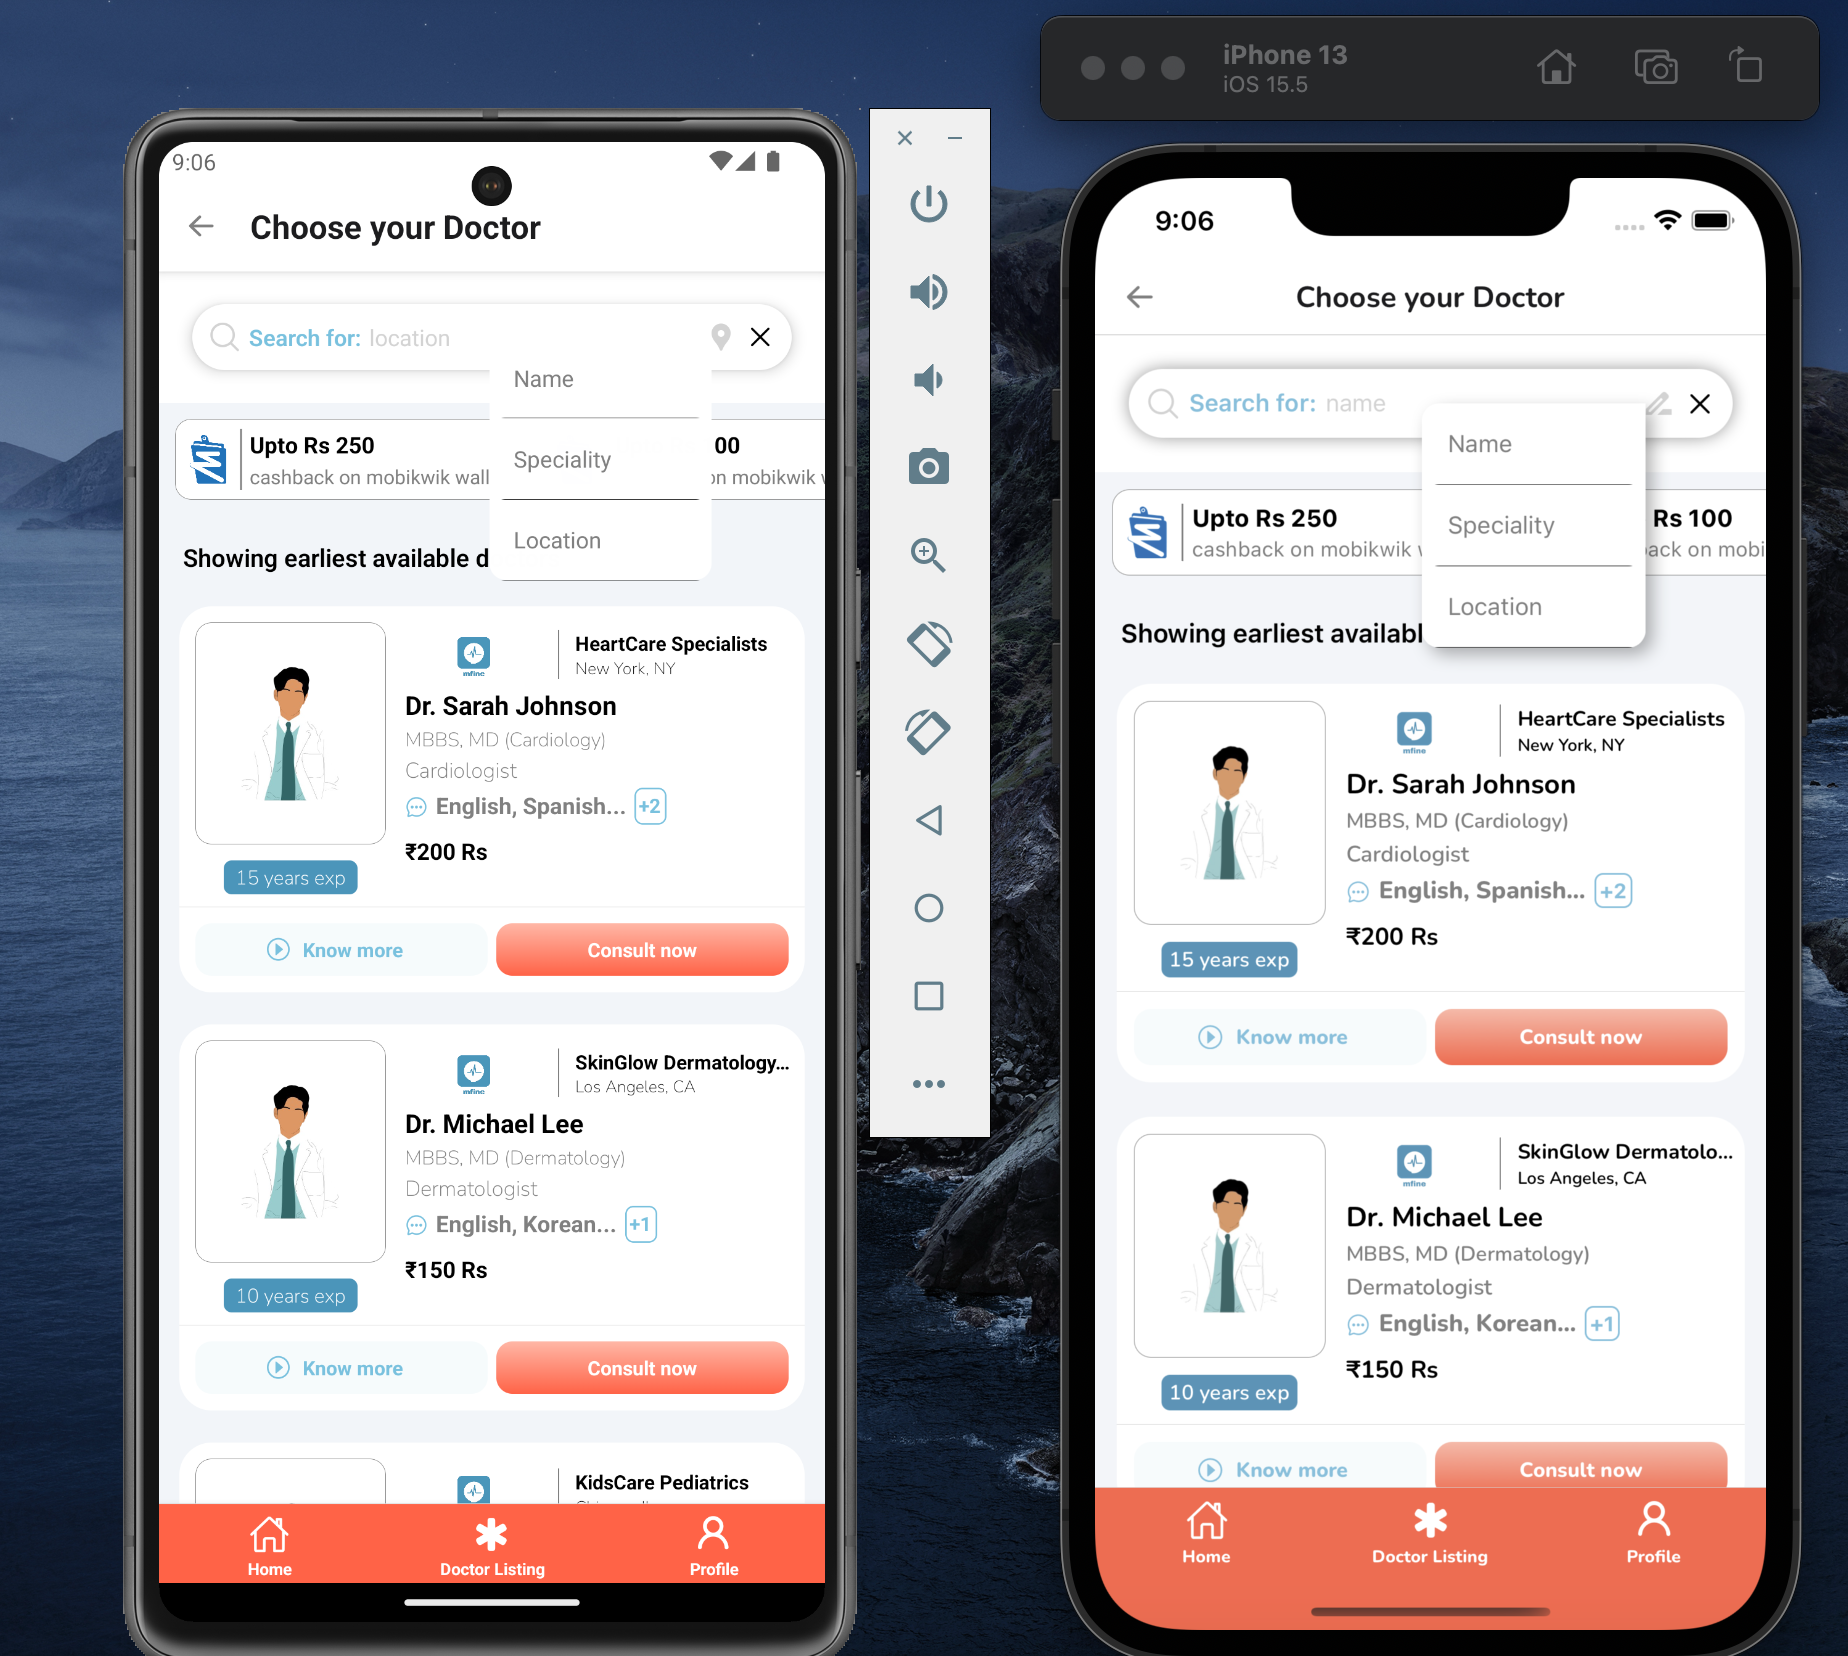 iPhone 13
iOS 15.5
9:06
Choose your Doctor
Search for: location
Name
Speciality
Location
Upto Rs 250
cashback on mobikwik wall
00
on mobikwik
Showing earliest available d
mfine
HeartCare Specialists
New York, NY
Dr. Sarah Johnson
MBBS, MD (Cardiology)
Cardiologist
English, Spanish... +2
₹200 Rs
15 years exp
Know more
Consult now
mfine
SkinGlow Dermatology...
Los Angeles, CA
Dr. Michael Lee
MBBS, MD (Dermatology)
Dermatologist
English, Korean... +1
₹150 Rs
10 years exp
Know more
Consult now
KidsCare Pediatrics
Home
Doctor Listing
Profile
9:06
Choose your Doctor
Search for: name
Name
Speciality
Location
Upto Rs 250
cashback on mobikwik
Rs 100
ack on mobi
Showing earliest availabl
mfine
HeartCare Specialists
New York, NY
Dr. Sarah Johnson
MBBS, MD (Cardiology)
Cardiologist
English, Spanish... +2
₹200 Rs
15 years exp
Know more
Consult now
mfine
SkinGlow Dermatolo...
Los Angeles, CA
Dr. Michael Lee
MBBS, MD (Dermatology)
Dermatologist
English, Korean... +1
₹150 Rs
10 years exp
Know more
Consult now
Home
Doctor Listing
Profile